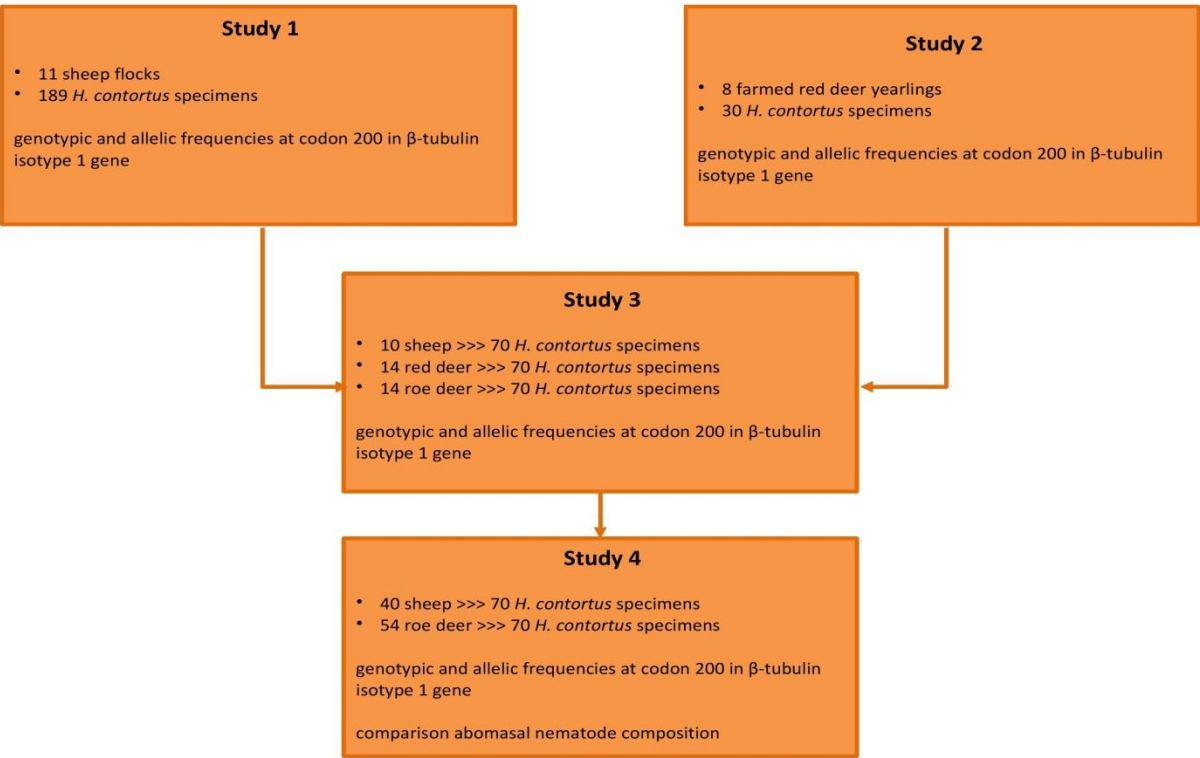 Study 1
• 11 sheep flocks
• 189 H. contortus specimens
genotypic and allelic frequencies at codon 200 in β-tubulin
isotype 1 gene
Study 2
• 8 farmed red deer yearlings
• 30 H. contortus specimens
genotypic and allelic frequencies at codon 200 in β-tubulin
isotype 1 gene
Study 3
• 10 sheep >>> 70 H. contortus specimens
• 14 red deer >>> 70 H. contortus specimens
• 14 roe deer >>> 70 H. contortus specimens
genotypic and allelic frequencies at codon 200 in β-tubulin
isotype 1 gene
Study 4
• 40 sheep >>> 70 H. contortus specimens
• 54 roe deer >>> 70 H. contortus specimens
genotypic and allelic frequencies at codon 200 in β-tubulin
isotype 1 gene
comparison abomasal nematode composition